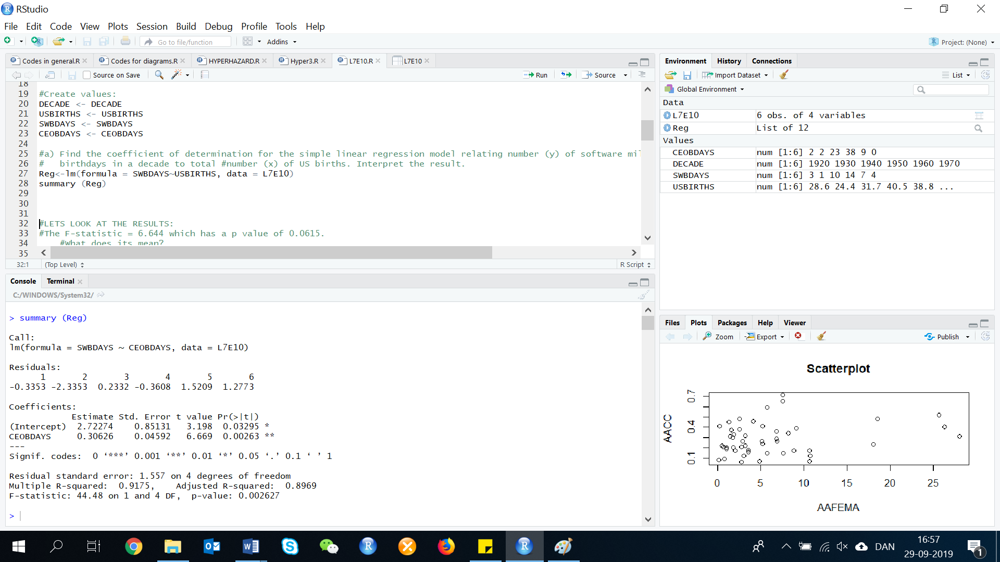 RStudio
File Edit Code View Plots Session Build Debug Profile Tools Help
Go to file/function Addins Project: (None)
Codes in general.R Codes for diagrams.R HYPERHAZARD.R Hyper3.R L7E10.R L7E10
Source on Save Run Source
18
19 #Create values:
20 DECADE <- DECADE
21 USBIRTHS <- USBIRTHS
22 SWBDAYS <- SWBDAYS
23 CEOBDAYS <- CEOBDAYS
24
25 #a) Find the coefficient of determination for the simple linear regression model relating number (y) of software mil
26 # birthdays in a decade to total #number (x) of US births. Interpret the result.
27 Reg<-lm(formula = SWBDAYS~USBIRTHS, data = L7E10)
28 summary (Reg)
29
30
31
32 #LETS LOOK AT THE RESULTS:
33 #The F-statistic = 6.644 which has a p value of 0.0615.
34 #What does its mean?
35
32:1 (Top Level) R Script
Console Terminal
C:/WINDOWS/System32/
> summary (Reg)
Call:
lm(formula = SWBDAYS ~ CEOBDAYS, data = L7E10)
Residuals:
1 2 3 4 5 6
-0.3353 -2.3353 0.2332 -0.3608 1.5209 1.2773
Coefficients:
Estimate Std. Error t value Pr(>|t|)
(Intercept) 2.72274 0.85131 3.198 0.03295 *
CEOBDAYS 0.30626 0.04592 6.669 0.00263 **
---
Signif. codes: 0 ‘***’ 0.001 ‘**’ 0.01 ‘*’ 0.05 ‘.’ 0.1 ‘ ’ 1
Residual standard error: 1.557 on 4 degrees of freedom
Multiple R-squared: 0.9175, Adjusted R-squared: 0.8969
F-statistic: 44.48 on 1 and 4 DF, p-value: 0.002627
>
Environment History Connections
Import Dataset List
Global Environment
Data
L7E10 6 obs. of 4 variables
Reg List of 12
Values
CEOBDAYS num [1:6] 2 2 23 38 9 0
DECADE num [1:6] 1920 1930 1940 1950 1960 1970
SWBDAYS num [1:6] 3 1 10 14 7 4
USBIRTHS num [1:6] 28.6 24.4 31.7 40.5 38.8 ...
Files Plots Packages Help Viewer
Zoom Export Publish
Scatterplot
AACC
0.7
0.4
0.1
0 5 10 15 20 25
AAFEMA
DAN
16:57
29-09-2019
1